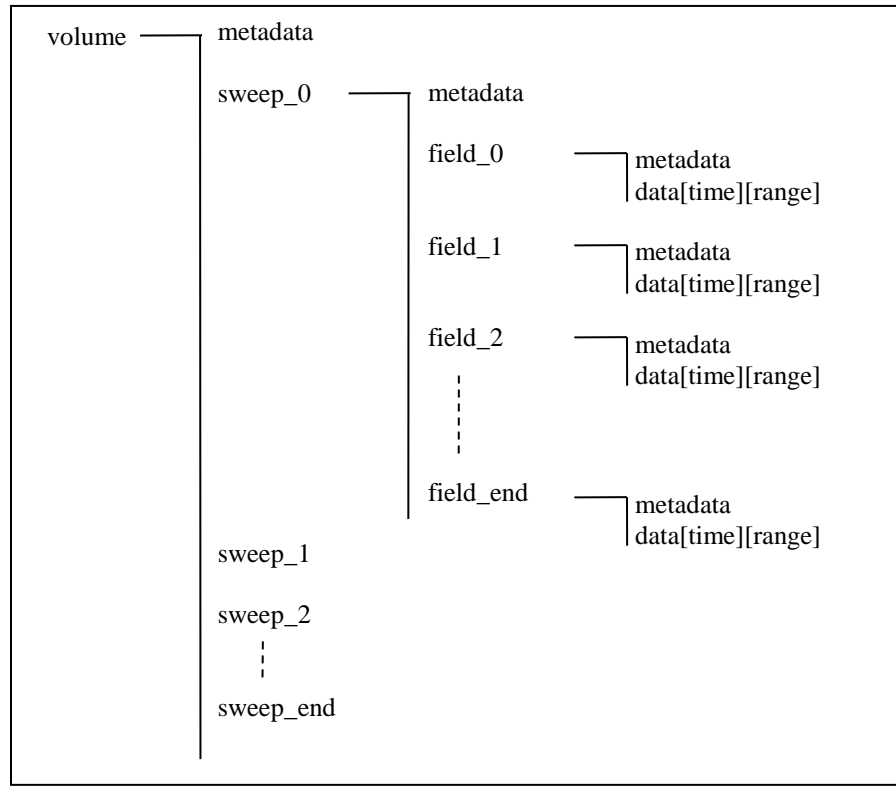 volume
metadata
sweep_0
metadata
field_0
metadata
data[time][range]
field_1
metadata
data[time][range]
field_2
metadata
data[time][range]
field_end
metadata
data[time][range]
sweep_1
sweep_2
sweep_end